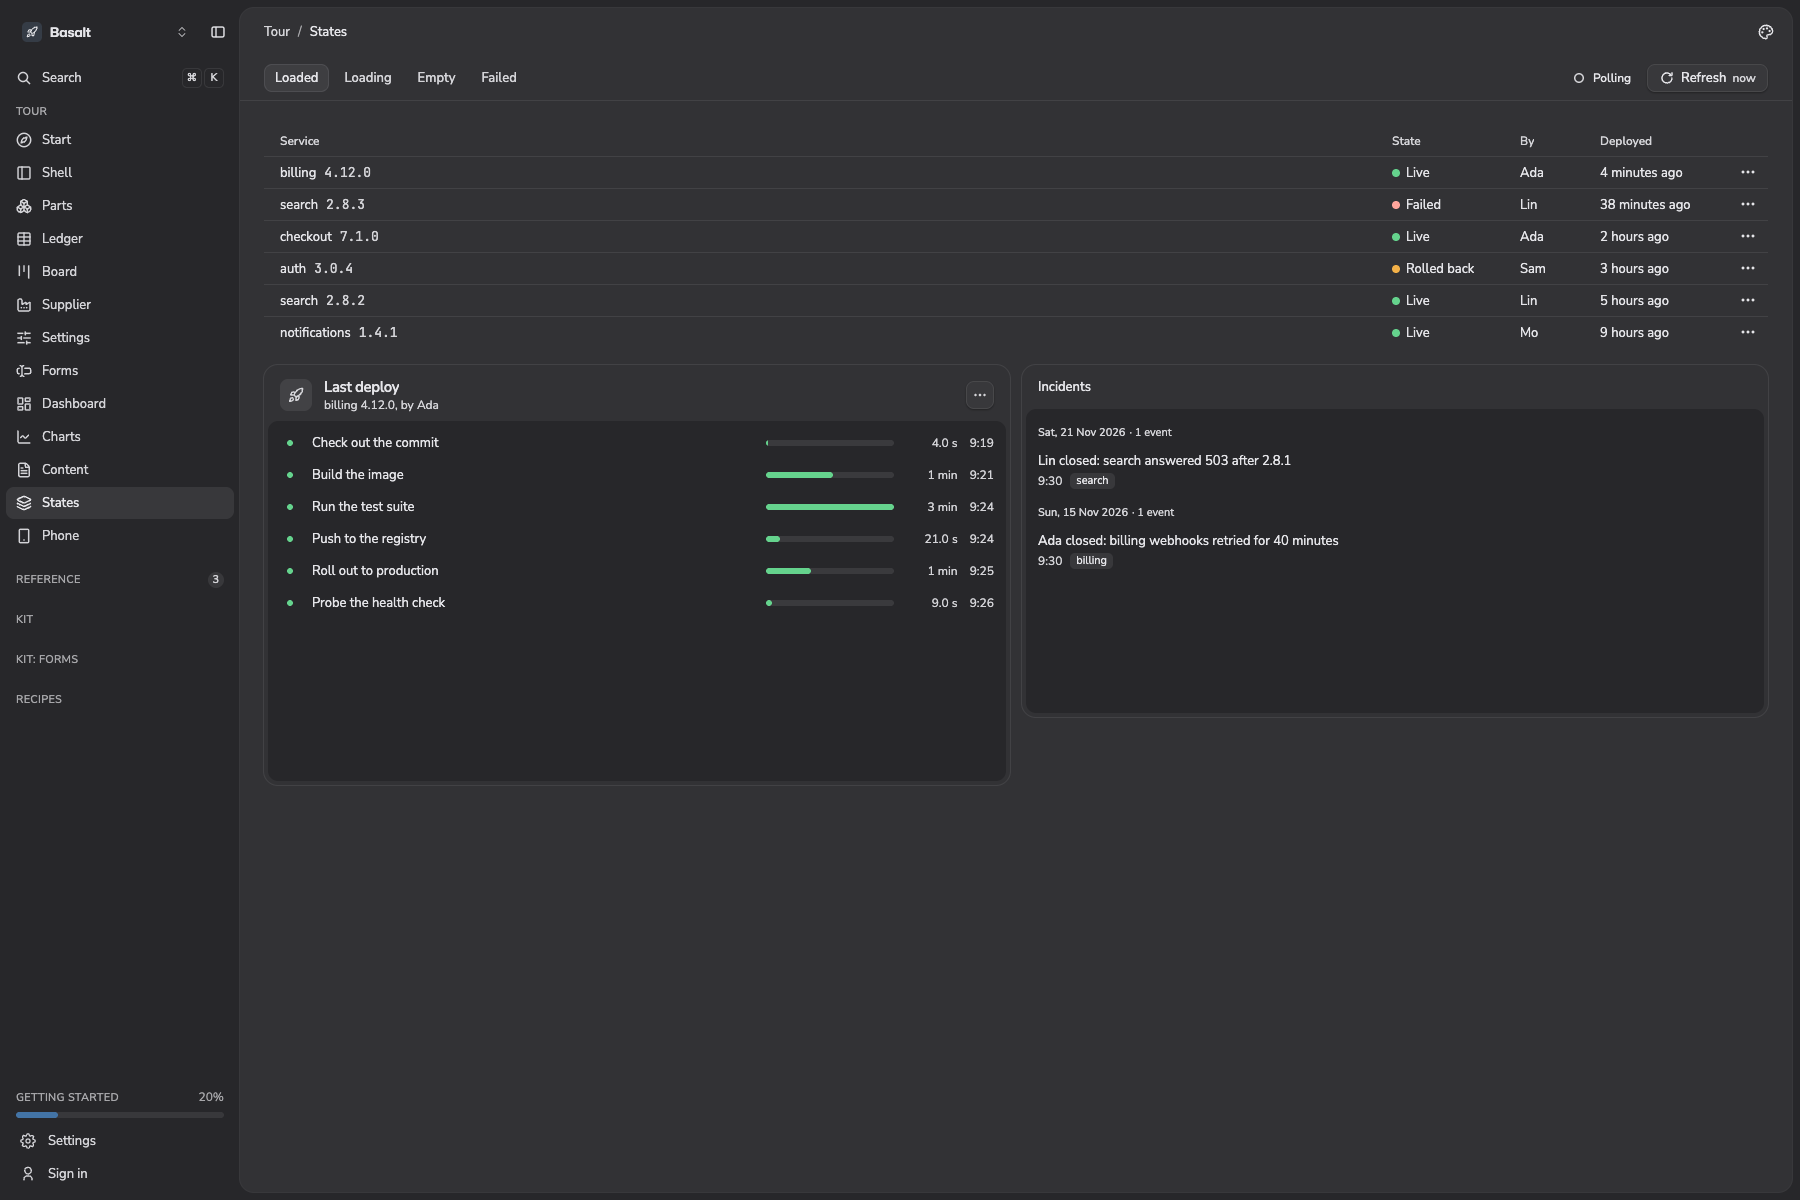 Basalt
Search ⌘ K
TOUR
Start
Shell
Parts
Ledger
Board
Supplier
Settings
Forms
Dashboard
Charts
Content
States
Phone
REFERENCE 3
KIT
KIT: FORMS
RECIPES
GETTING STARTED 20%
Settings
Sign in
Tour / States
Loaded Loading Empty Failed Polling Refresh now
Service State By Deployed
billing 4.12.0 Live Ada 4 minutes ago
search 2.8.3 Failed Lin 38 minutes ago
checkout 7.1.0 Live Ada 2 hours ago
auth 3.0.4 Rolled back Sam 3 hours ago
search 2.8.2 Live Lin 5 hours ago
notifications 1.4.1 Live Mo 9 hours ago
Last deploy
billing 4.12.0, by Ada
Check out the commit 4.0 s 9:19
Build the image 1 min 9:21
Run the test suite 3 min 9:24
Push to the registry 21.0 s 9:24
Roll out to production 1 min 9:25
Probe the health check 9.0 s 9:26
Incidents
Sat, 21 Nov 2026 · 1 event
Lin closed: search answered 503 after 2.8.1
9:30 search
Sun, 15 Nov 2026 · 1 event
Ada closed: billing webhooks retried for 40 minutes
9:30 billing